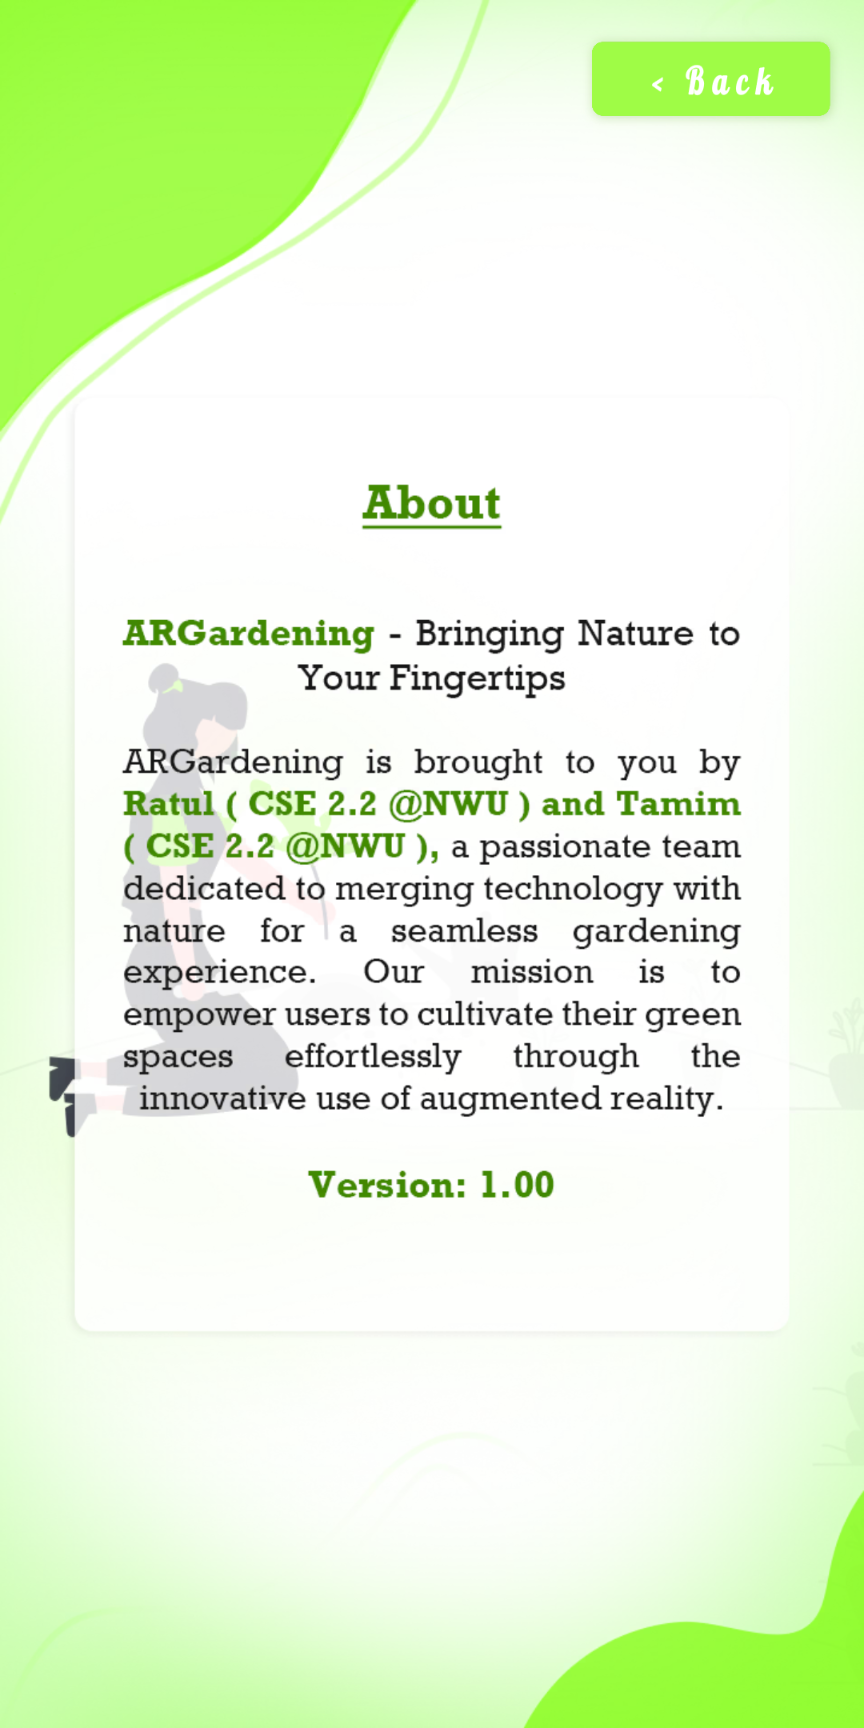 < Back
About
ARGardening - Bringing Nature to
Your Fingertips
ARGardening is brought to you by
Ratul ( CSE 2.2 @NWU ) and Tamim
( CSE 2.2 @NWU ), a passionate team
dedicated to merging technology with
nature for a seamless gardening
experience. Our mission is to
empower users to cultivate their green
spaces effortlessly through the
innovative use of augmented reality.
Version: 1.00